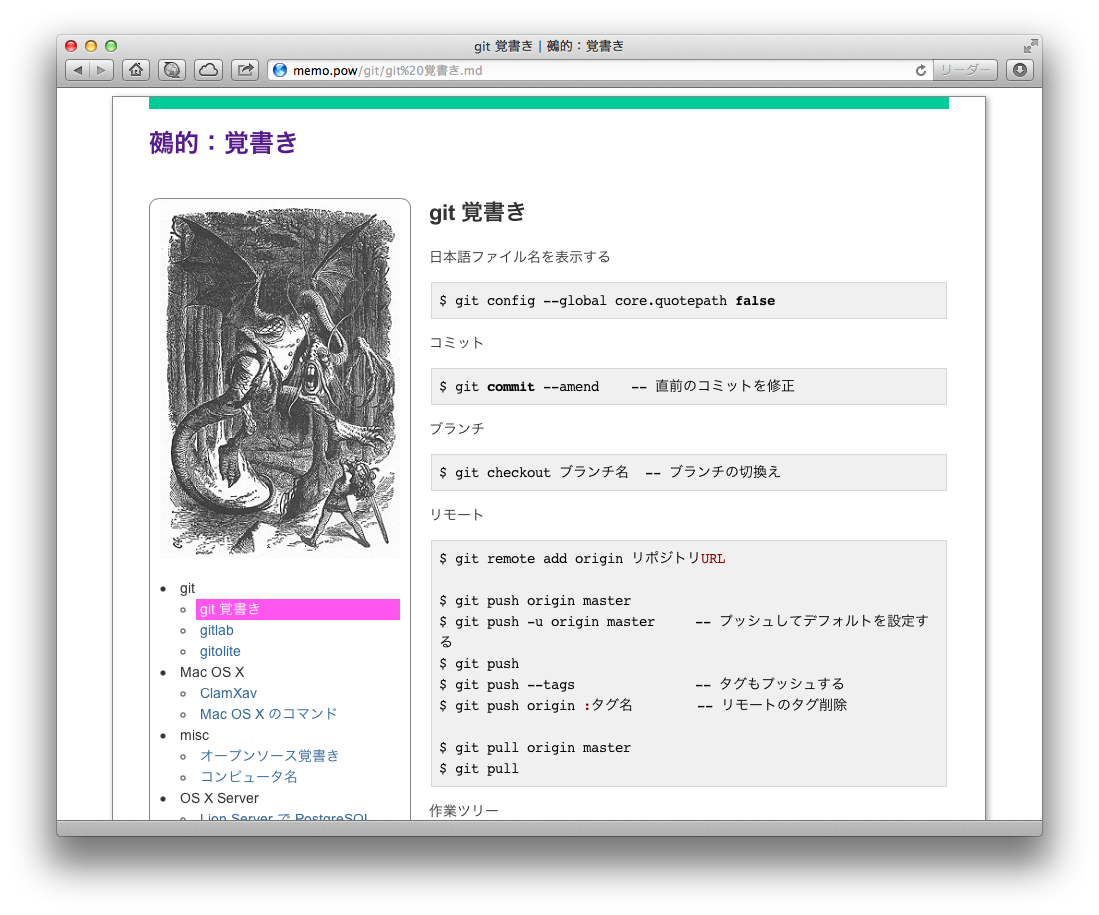 git 覚書き | 鵺的：覚書き
memo.pow/git/git%20覚書き.md
リーダー
鵺的：覚書き
git
git 覚書き
gitlab
gitolite
Mac OS X
ClamXav
Mac OS X のコマンド
misc
オープンソース覚書き
コンピュータ名
OS X Server
Lion Server で PostgreSQL
git 覚書き
日本語ファイル名を表示する
$ git config --global core.quotepath false
コミット
$ git commit --amend    -- 直前のコミットを修正
ブランチ
$ git checkout ブランチ名  -- ブランチの切換え
リモート
$ git remote add origin リポジトリURL
$ git push origin master
$ git push -u origin master     -- プッシュしてデフォルトを設定す
る
$ git push
$ git push --tags               -- タグもプッシュする
$ git push origin :タグ名        -- リモートのタグ削除
$ git pull origin master
$ git pull
作業ツリー